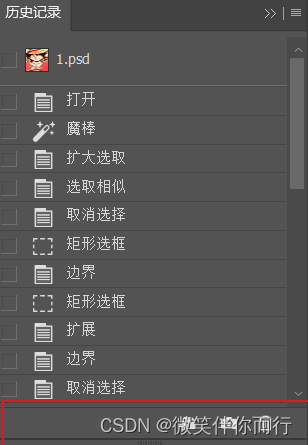 历史记录
1.psd
打开
魔棒
扩大选取
选取相似
取消选择
矩形选框
边界
矩形选框
扩展
边界
取消选择
CSDN @微笑伴你而行